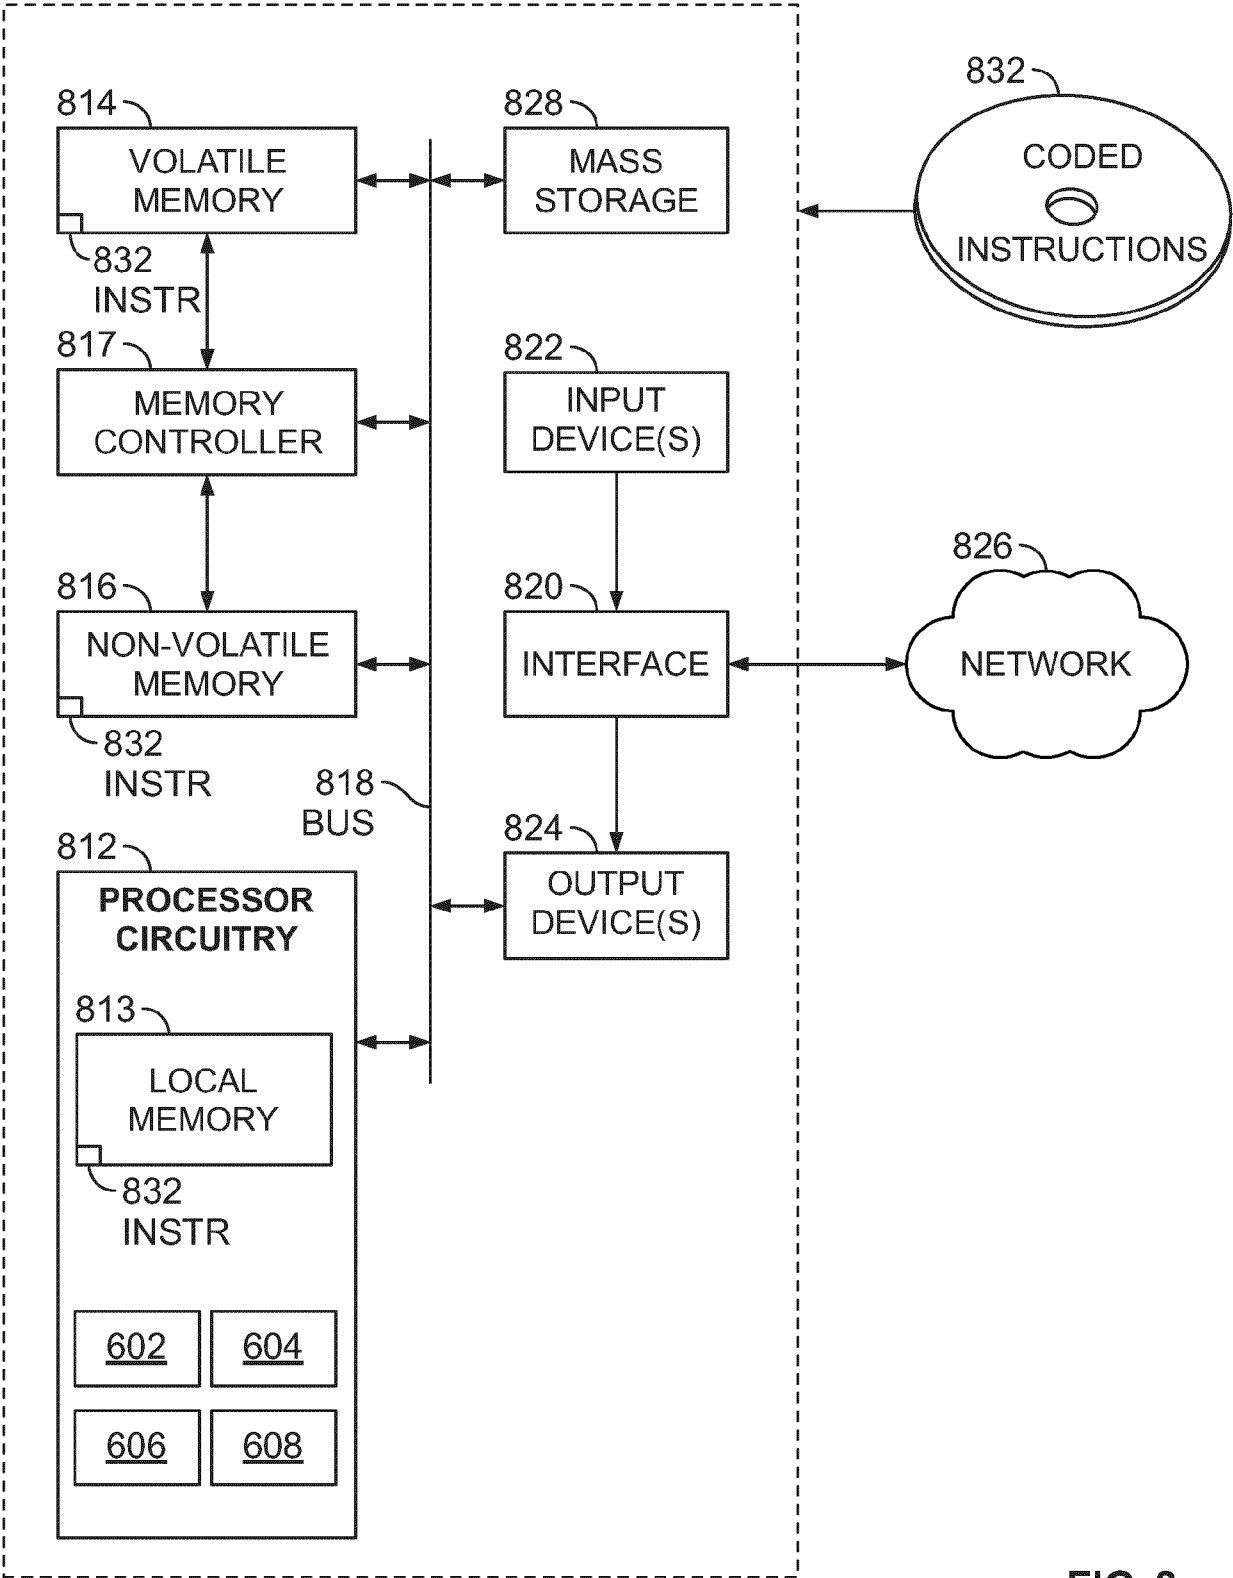 814
VOLATILE
MEMORY
832
INSTR
828
MASS
STORAGE
832
CODED
INSTRUCTIONS
817
MEMORY
CONTROLLER
822
INPUT
DEVICE(S)
816
NON-VOLATILE
MEMORY
832
INSTR
820
INTERFACE
826
NETWORK
818
BUS
824
OUTPUT
DEVICE(S)
812
PROCESSOR
CIRCUITRY
813
LOCAL
MEMORY
832
INSTR
602 604
606 608